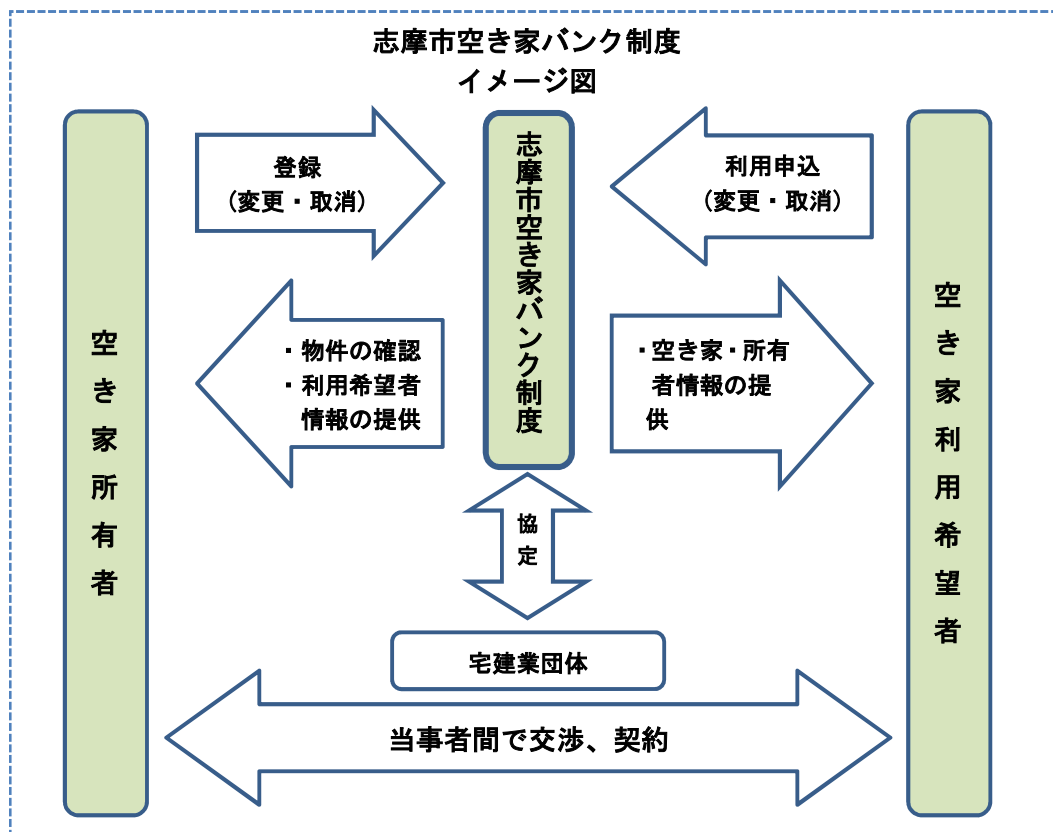 志摩市空き家バンク制度
イメージ図
空き家所有者
登録
（変更・取消）
志摩市空き家バンク制度
利用申込
（変更・取消）
空き家利用希望者
・物件の確認
・利用希望者
情報の提供
・空き家・所有
者情報の提
供
協
定
宅建業団体
当事者間で交渉、契約